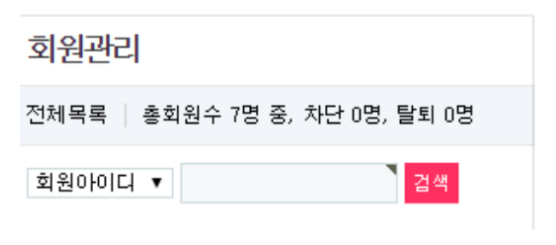 회원관리
전체목록 | 총회원수 7명 중, 차단 0명, 탈퇴 0명
회원아이디 ▼ 검색